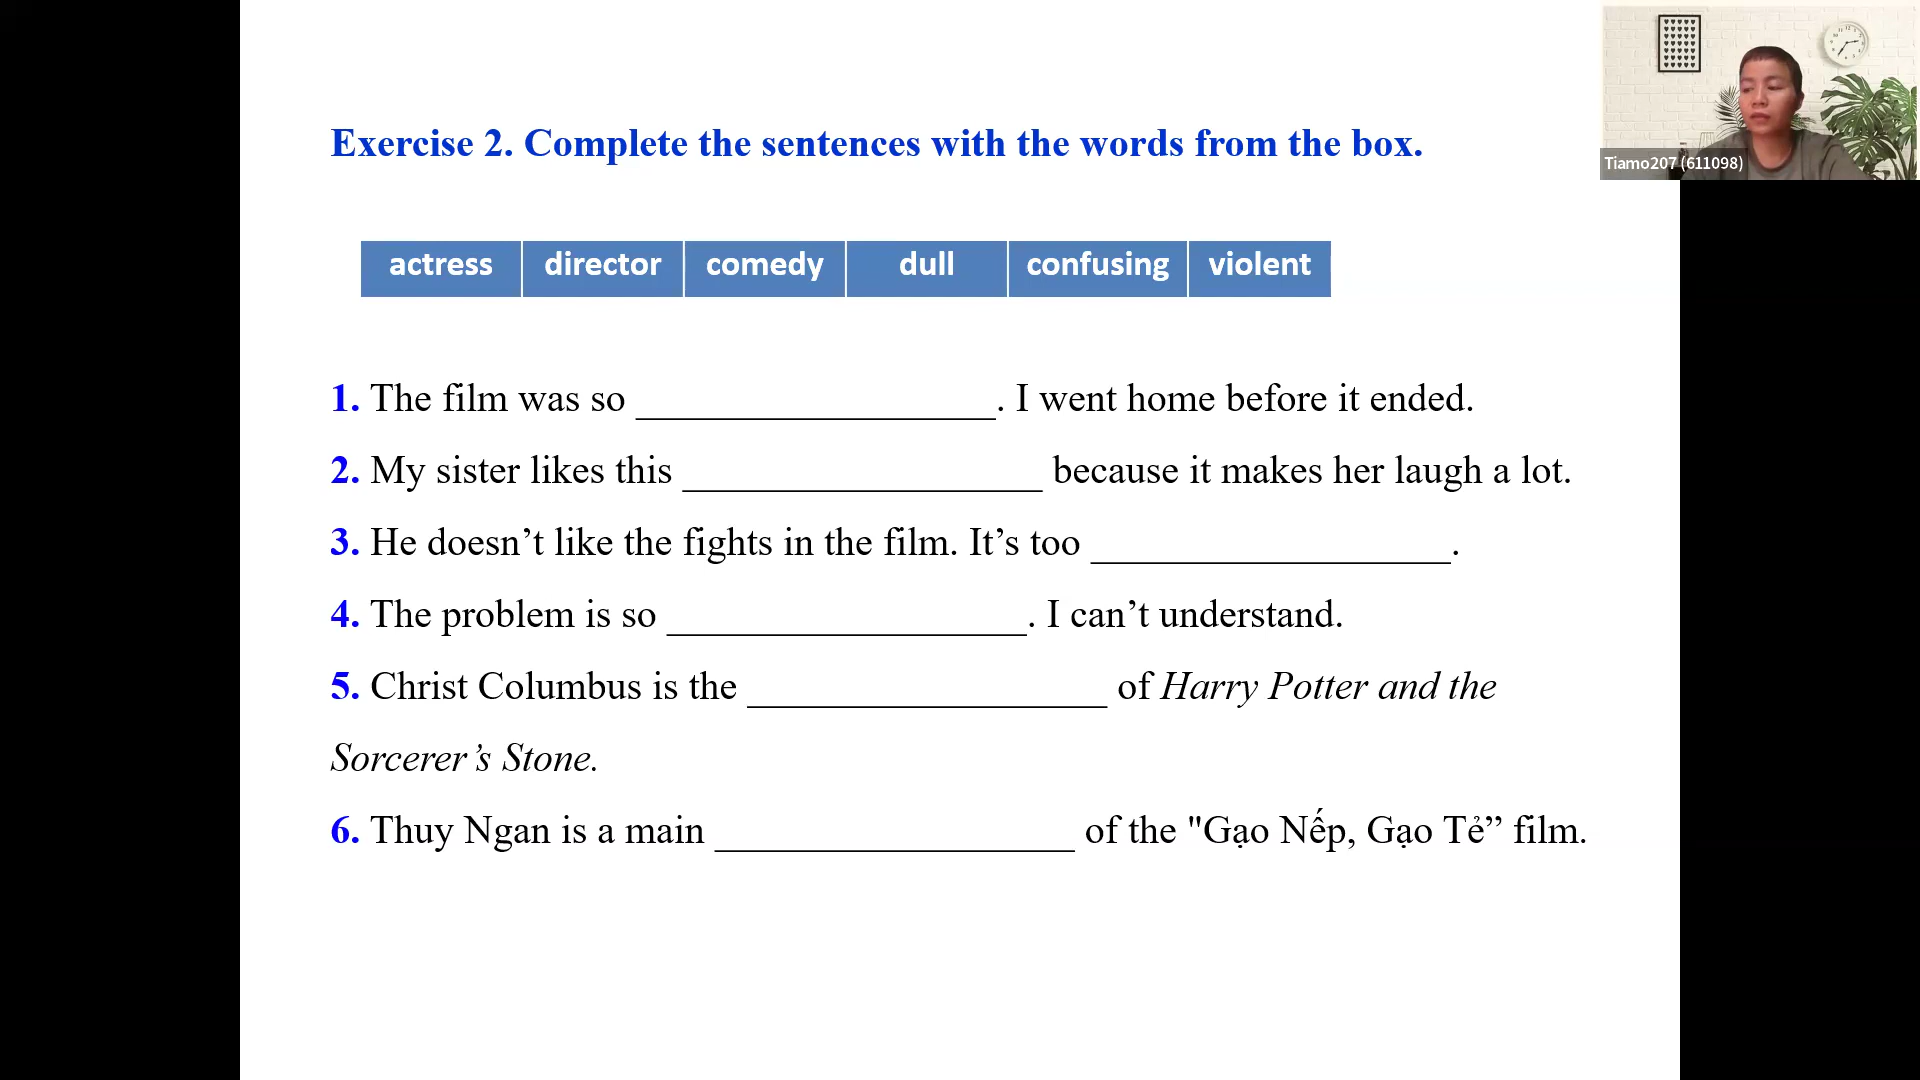 Tiamo207 (611098)
Exercise 2. Complete the sentences with the words from the box.
actress director comedy dull confusing violent
1. The film was so __________________. I went home before it ended.
2. My sister likes this __________________ because it makes her laugh a lot.
3. He doesn’t like the fights in the film. It’s too __________________.
4. The problem is so __________________. I can’t understand.
5. Christ Columbus is the __________________ of Harry Potter and the
Sorcerer’s Stone.
6. Thuy Ngan is a main __________________ of the "Gạo Nếp, Gạo Tẻ” film.